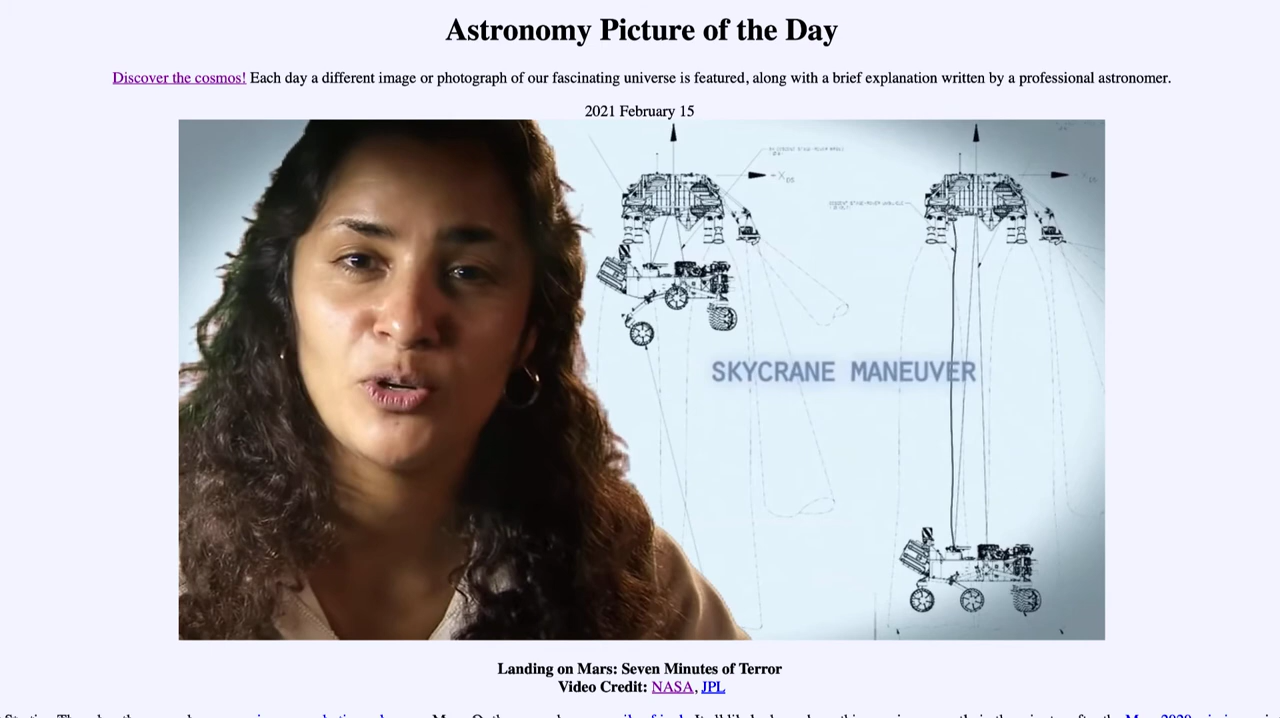 Astronomy Picture of the Day
Discover the cosmos! Each day a different image or photograph of our fascinating universe is featured, along with a brief explanation written by a professional astronomer.
2021 February 15
SKYCRANE MANEUVER
Landing on Mars: Seven Minutes of Terror
Video Credit: NASA, JPL